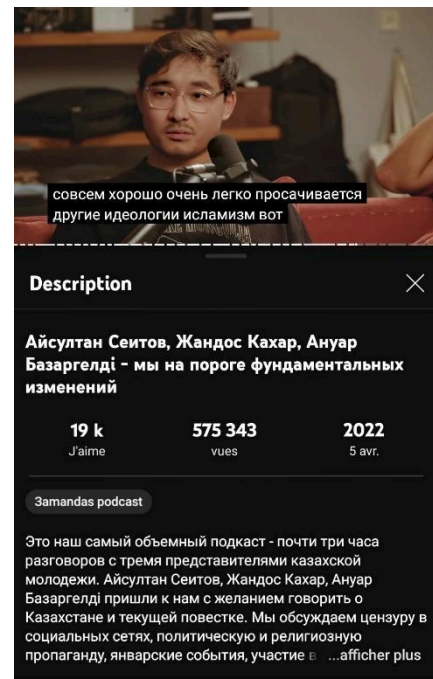 совсем хорошо очень легко просачивается
другие идеологии исламизм вот
Description
Айсултан Сеитов, Жандос Кахар, Ануар
Базаргелді - мы на пороге фундаментальных
изменений
19 k 575 343 2022
J'aime vues 5 avr.
Zamandas podcast
Это наш самый объемный подкаст - почти три часа
разговоров с тремя представителями казахской
молодежи. Айсултан Сеитов, Жандос Кахар, Ануар
Базаргелді пришли к нам с желанием говорить о
Казахстане и текущей повестке. Мы обсуждаем цензуру в
социальных сетях, политическую и религиозную
пропаганду, январские события, участие в ...afficher plus